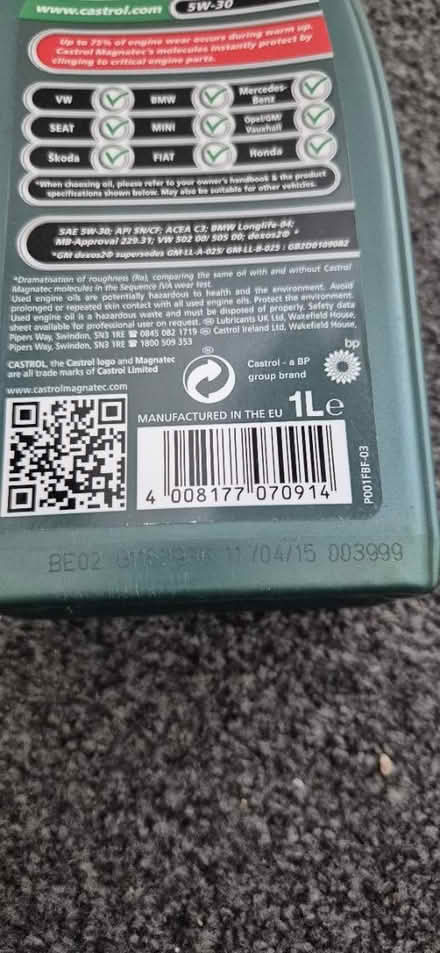 www.castrol.com 5W-30
Up to 75% of engine wear occurs during warm up.
Castrol Magnatec's molecules instantly protect by
clinging to critical engine parts.
VW BMW Mercedes-Benz
SEAT MINI Opel/GM/Vauxhall
Škoda FIAT Honda
*When choosing oil, please refer to your owner's handbook & the product
specifications shown below. May also be suitable for other vehicles.
SAE 5W-30; API SN/CF; ACEA C3; BMW Longlife-04;
MB-Approval 229.31; VW 502 00/ 505 00; dexos2® *
*GM dexos2® supersedes GM-LL-A-025/ GM-LL-B-025 : GB2D0109082
*Dramatisation of roughness (Ra), comparing the same oil with and without Castrol
Magnatec molecules in the Sequence IVA wear test.
Used engine oils are potentially hazardous to health and the environment. Avoid
prolonged or repeated skin contact with all used engine oils. Protect the environment.
Used engine oil is a hazardous waste and must be disposed of properly. Safety data
sheet available for professional user on request. Lubricants UK Ltd, Wakefield House,
Pipers Way, Swindon, SN3 1RE ☎ 0845 082 1719 Castrol Ireland Ltd, Wakefield House,
Pipers Way, Swindon, SN3 1RE ☎ 1800 509 353
CASTROL, the Castrol logo and Magnatec
are all trade marks of Castrol Limited
www.castrolmagnatec.com
Castrol - a BP
group brand
bp
MANUFACTURED IN THE EU 1L e
4 008177 070914
P001FBF-03
BE02 11/04/15 003999